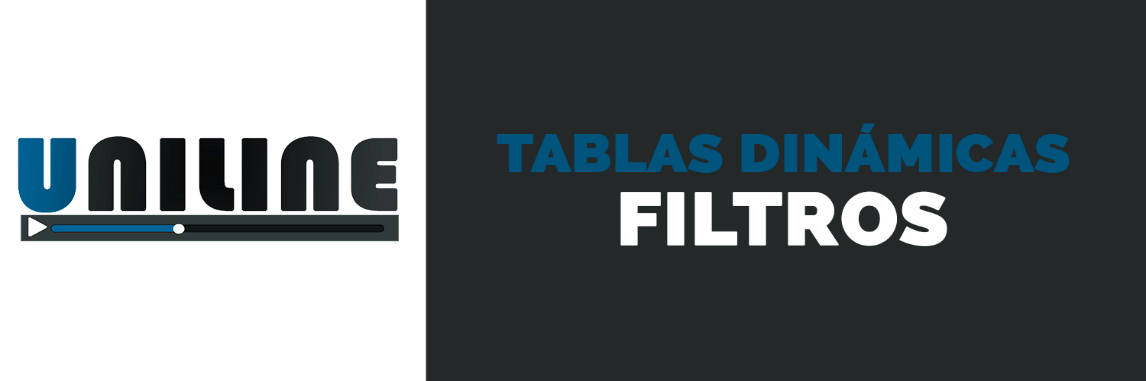 UNILINE
TABLAS DINÁMICAS
FILTROS